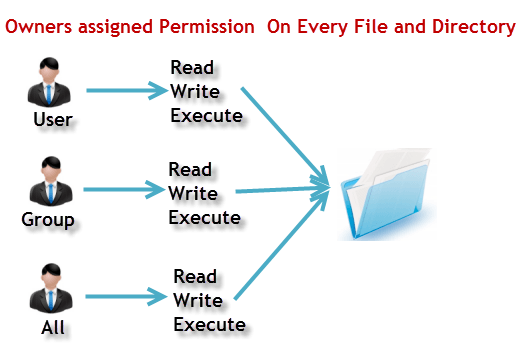 Owners assigned Permission On Every File and Directory
Read
Write
Execute
User
Read
Write
Execute
Group
Read
Write
Execute
All